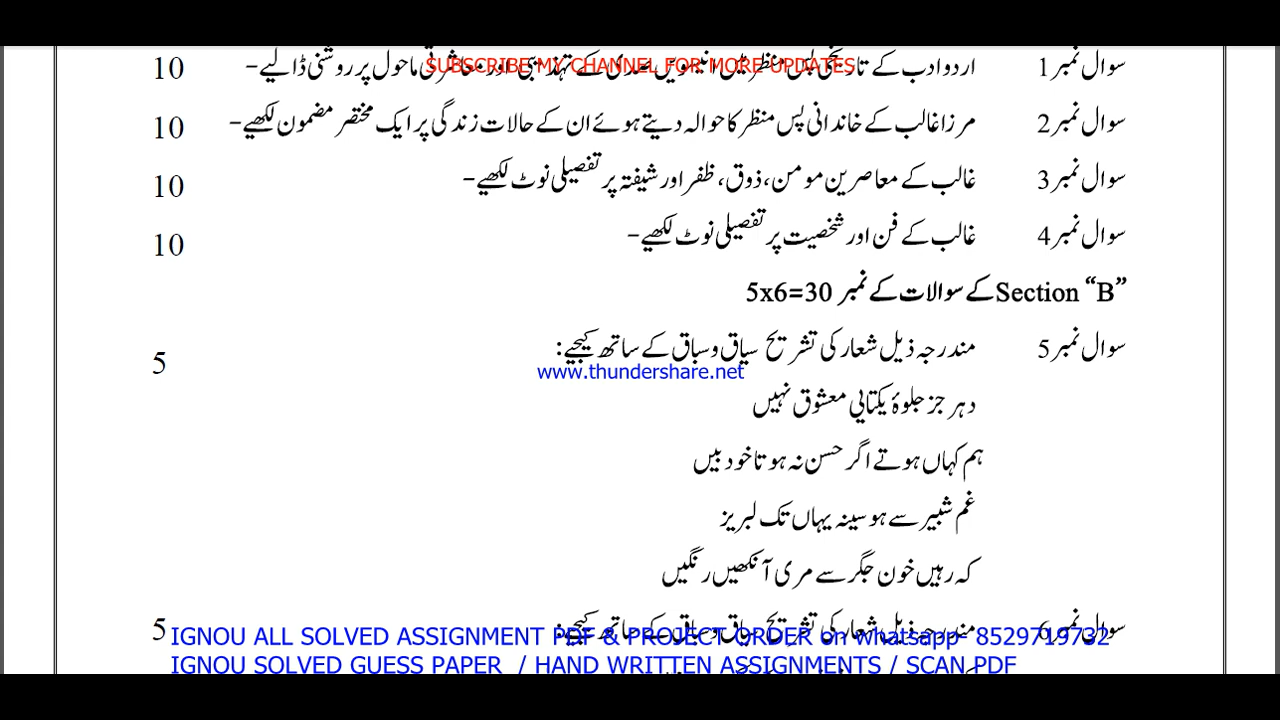 سوال نمبر1 اردو ادب کے تاریخی پس منظر میں انیسویں صدی کے تہذیبی اور معاشرتی ماحول پر روشنی ڈالیے- 10
SUBSCRIBE MY CHANNEL FOR MORE UPDATES
سوال نمبر2 مرزا غالب کے خاندانی پس منظر کا حوالہ دیتے ہوئے ان کے حالات زندگی پر ایک مختصر مضمون لکھیے- 10
سوال نمبر3 غالب کے معاصرین مومن، ذوق، ظفر اور شیفتہ پر تفصیلی نوٹ لکھیے- 10
سوال نمبر4 غالب کے فن اور شخصیت پر تفصیلی نوٹ لکھیے- 10
Section “B” کے سوالات کے نمبر 5x6=30
سوال نمبر5 مندرجہ ذیل شعار کی تشریح سیاق و سباق کے ساتھ کیجیے: 5
www.thundershare.net
دہر جز جلوۂ یکتایی معشوق نہیں
ہم کہاں ہوتے اگر حسن نہ ہوتا خود بیں
غم شبیر سے ہو سینہ یہاں تک لبریز
کہ رہیں خون جگر سے مری آنکھیں رنگیں
سوال نمبر6 مندرجہ ذیل شعار کی تشریح سیاق و سباق کے ساتھ کیجیے: 5
IGNOU ALL SOLVED ASSIGNMENT PDF & PROJECT ORDER on whatsapp 8529719732
IGNOU SOLVED GUESS PAPER / HAND WRITTEN ASSIGNMENTS / SCAN PDF